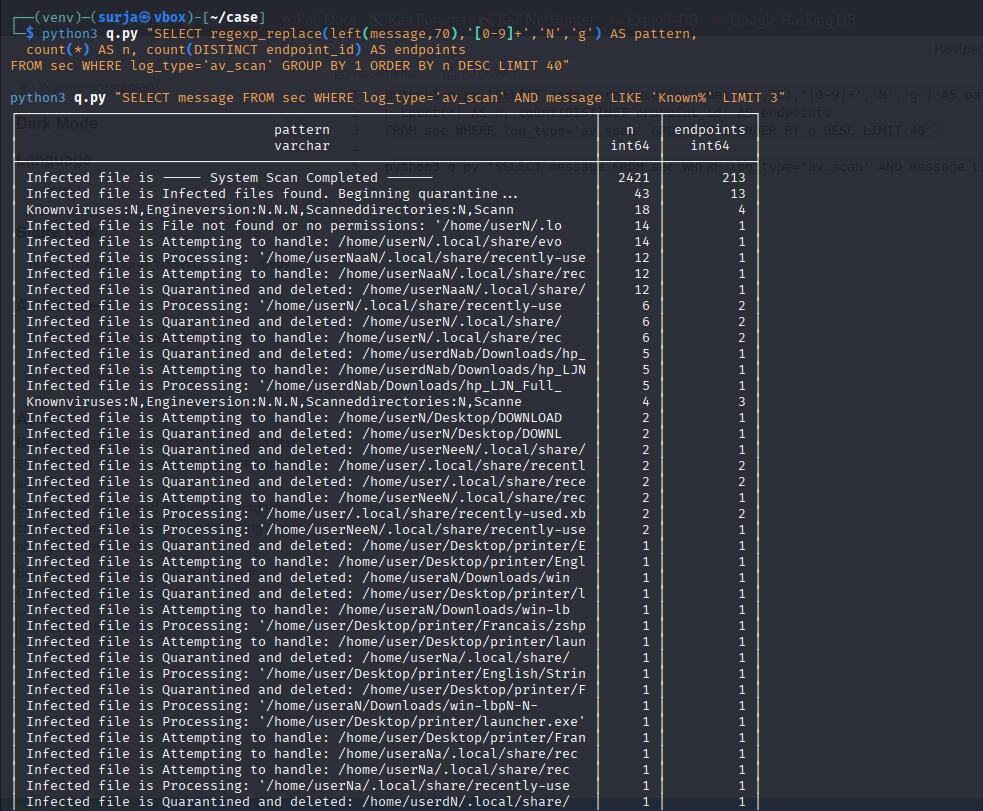 (venv)-(surja㉿vbox)-[~/case]
$ python3 q.py "SELECT regexp_replace(left(message,70),'[0-9]+','N','g') AS pattern,
count(*) AS n, count(DISTINCT endpoint_id) AS endpoints
FROM sec WHERE log_type='av_scan' GROUP BY 1 ORDER BY n DESC LIMIT 40"
python3 q.py "SELECT message FROM sec WHERE log_type='av_scan' AND message LIKE 'Known%' LIMIT 3"
pattern n endpoints
varchar int64 int64
Infected file is ----- System Scan Completed ------ 2421 213
Infected file is Infected files found. Beginning quarantine... 43 13
Knownviruses:N,Engineversion:N.N.N,Scanneddirectories:N,Scann 18 4
Infected file is File not found or no permissions: '/home/userN/.lo 14 1
Infected file is Attempting to handle: /home/userN/.local/share/evo 14 1
Infected file is Processing: '/home/userNaaN/.local/share/recently-use 12 1
Infected file is Attempting to handle: /home/userNaaN/.local/share/rec 12 1
Infected file is Quarantined and deleted: /home/userNaaN/.local/share/ 12 1
Infected file is Processing: '/home/userN/.local/share/recently-use 6 2
Infected file is Quarantined and deleted: /home/userN/.local/share/ 6 2
Infected file is Attempting to handle: /home/userN/.local/share/rec 6 2
Infected file is Quarantined and deleted: /home/userdNab/Downloads/hp_ 5 1
Infected file is Attempting to handle: /home/userdNab/Downloads/hp_LJN 5 1
Infected file is Processing: '/home/userdNab/Downloads/hp_LJN_Full_ 5 1
Knownviruses:N,Engineversion:N.N.N,Scanneddirectories:N,Scanne 4 3
Infected file is Attempting to handle: /home/userN/Desktop/DOWNLOAD 2 1
Infected file is Quarantined and deleted: /home/userN/Desktop/DOWNL 2 1
Infected file is Quarantined and deleted: /home/userNeeN/.local/share/ 2 1
Infected file is Attempting to handle: /home/user/.local/share/recentl 2 2
Infected file is Quarantined and deleted: /home/user/.local/share/rece 2 2
Infected file is Attempting to handle: /home/userNeeN/.local/share/rec 2 1
Infected file is Processing: '/home/user/.local/share/recently-used.xb 2 2
Infected file is Processing: '/home/userNeeN/.local/share/recently-use 2 1
Infected file is Quarantined and deleted: /home/user/Desktop/printer/E 1 1
Infected file is Attempting to handle: /home/user/Desktop/printer/Engl 1 1
Infected file is Quarantined and deleted: /home/useraN/Downloads/win 1 1
Infected file is Quarantined and deleted: /home/user/Desktop/printer/l 1 1
Infected file is Attempting to handle: /home/useraN/Downloads/win-lb 1 1
Infected file is Processing: '/home/user/Desktop/printer/Francais/zshp 1 1
Infected file is Attempting to handle: /home/user/Desktop/printer/laun 1 1
Infected file is Quarantined and deleted: /home/userNa/.local/share/ 1 1
Infected file is Processing: '/home/user/Desktop/printer/English/Strin 1 1
Infected file is Quarantined and deleted: /home/user/Desktop/printer/F 1 1
Infected file is Processing: '/home/useraN/Downloads/win-lbpN-N- 1 1
Infected file is Processing: '/home/user/Desktop/printer/launcher.exe' 1 1
Infected file is Attempting to handle: /home/user/Desktop/printer/Fran 1 1
Infected file is Attempting to handle: /home/useraNa/.local/share/rec 1 1
Infected file is Attempting to handle: /home/userNa/.local/share/rec 1 1
Infected file is Processing: '/home/userNa/.local/share/recently-use 1 1
Infected file is Quarantined and deleted: /home/userdN/.local/share/ 1 1